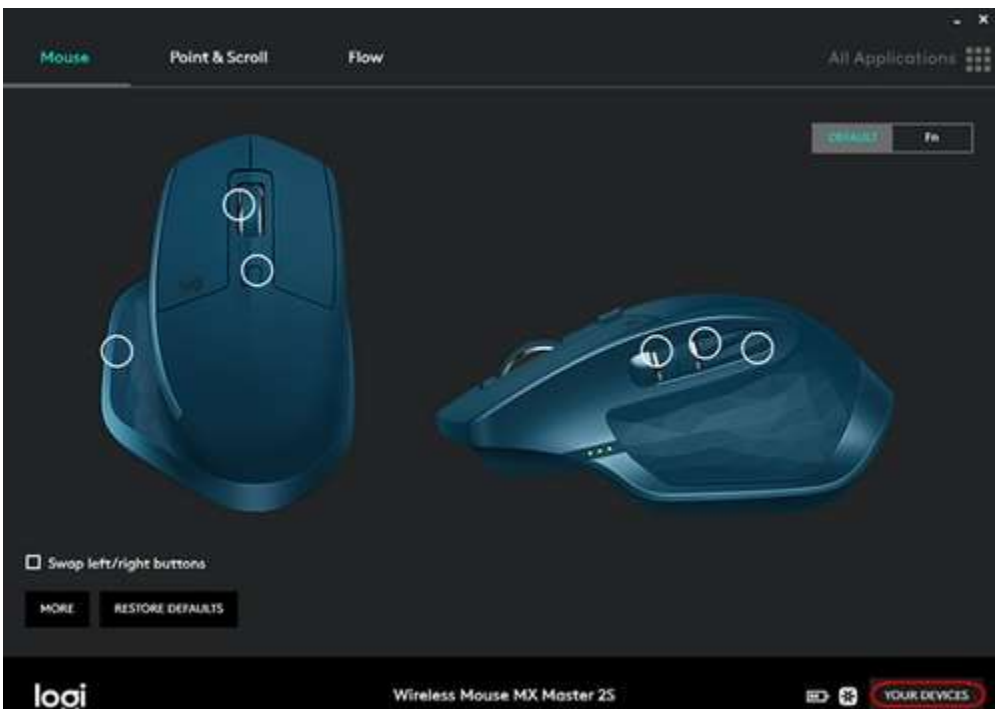 Mouse
Point & Scroll
Flow
All Applications
DEFAULT
Fn
Swap left/right buttons
MORE
RESTORE DEFAULTS
logi
Wireless Mouse MX Master 2S
YOUR DEVICES